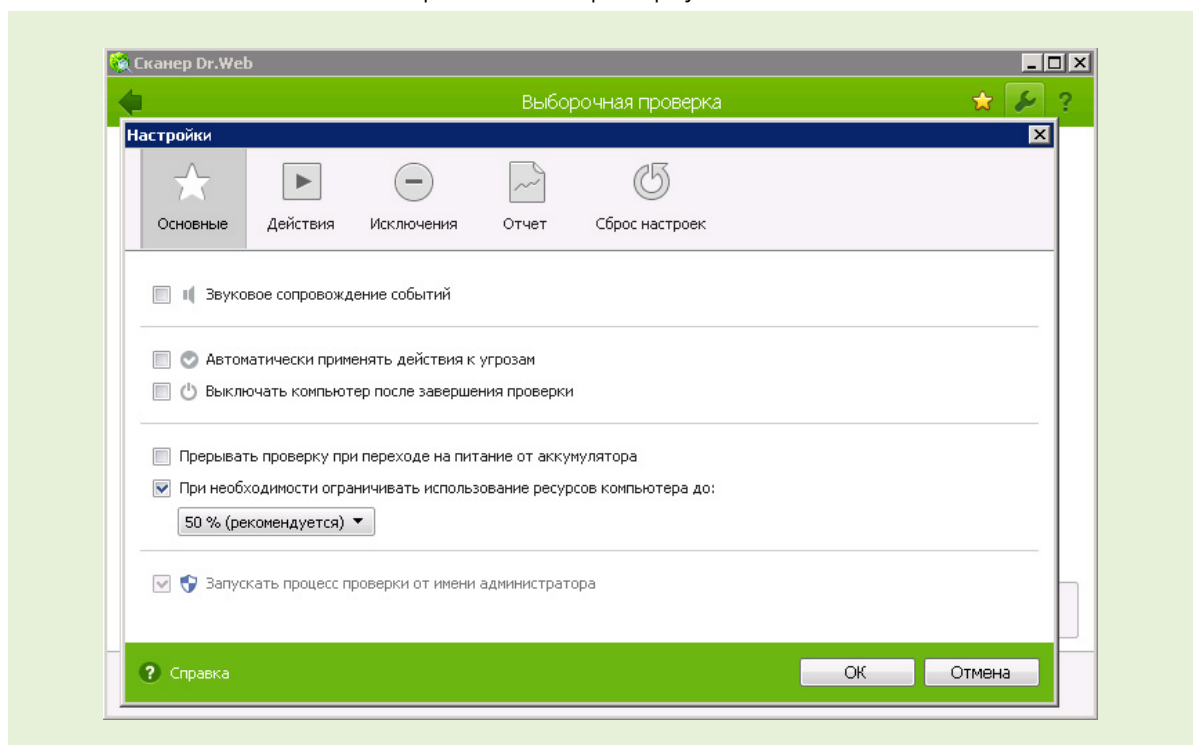 Сканер Dr.Web
Выборочная проверка
?
Настройки
Основные
Действия
Исключения
Отчет
Сброс настроек
Звуковое сопровождение событий
Автоматически применять действия к угрозам
Выключать компьютер после завершения проверки
Прерывать проверку при переходе на питание от аккумулятора
При необходимости ограничивать использование ресурсов компьютера до:
50 % (рекомендуется)
Запускать процесс проверки от имени администратора
? Справка
OK
Отмена